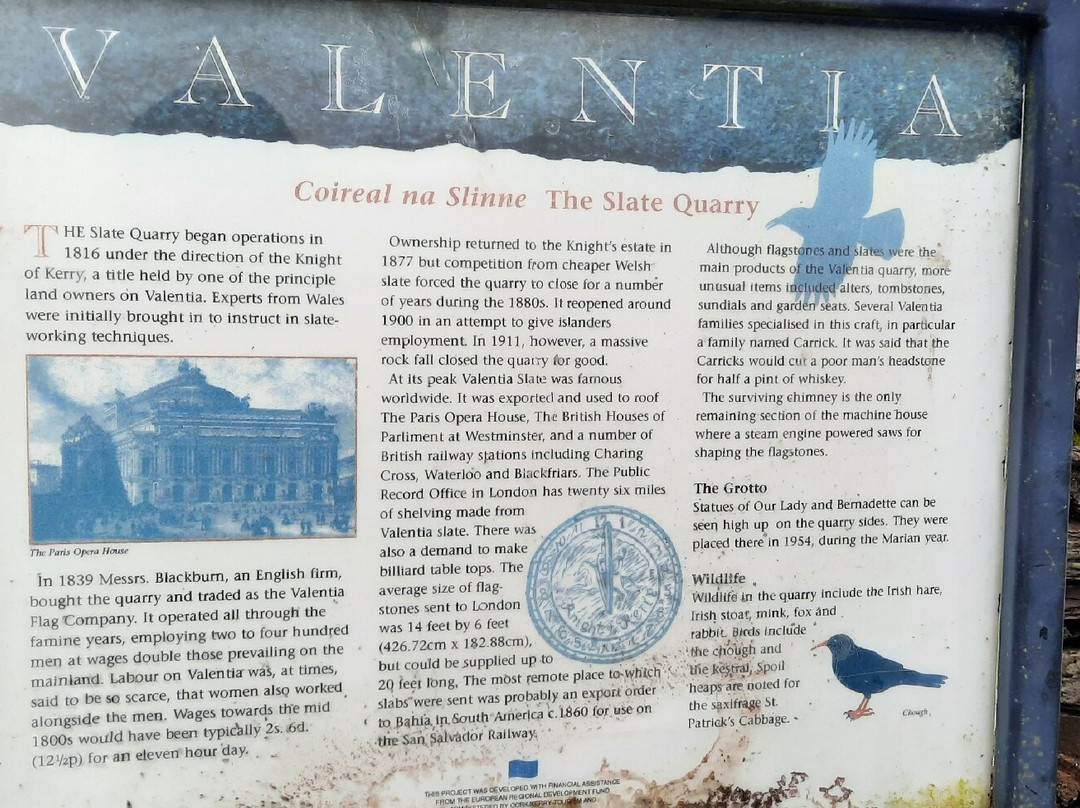 VALENTIA
Coireal na Slinne The Slate Quarry
THE Slate Quarry began operations in
1816 under the direction of the Knight
of Kerry, a title held by one of the principle
land owners on Valentia. Experts from Wales
were initially brought in to instruct in slate-
working techniques.
The Paris Opera House
In 1839 Messrs. Blackburn, an English firm,
bought the quarry and traded as the Valentia
Flag Company. It operated all through the
famine years, employing two to four hundred
men at wages double those prevailing on the
mainland. Labour on Valentia was, at times,
said to be so scarce, that women also worked
alongside the men. Wages towards the mid
1800s would have been typically 2s. 6d.
(12½p) for an eleven hour day.
Ownership returned to the Knight's estate in
1877 but competition from cheaper Welsh
slate forced the quarry to close for a number
of years during the 1880s. It reopened around
1900 in an attempt to give islanders
employment. In 1911, however, a massive
rock fall closed the quarry for good.
At its peak Valentia Slate was famous
worldwide. It was exported and used to roof
The Paris Opera House, The British Houses of
Parliment at Westminster, and a number of
British railway stations including Charing
Cross, Waterloo and Blackfriars. The Public
Record Office in London has twenty six miles
of shelving made from
Valentia slate. There was
also a demand to make
billiard table tops. The
average size of flag-
stones sent to London
was 14 feet by 6 feet
(426.72cm x 182.88cm),
but could be supplied up to
20 feet long. The most remote place to which
slabs were sent was probably an export order
to Bahia in South America c.1860 for use on
the San Salvador Railway.
Although flagstones and slates were the
main products of the Valentia quarry, more
unusual items included alters, tombstones,
sundials and garden seats. Several Valentia
families specialised in this craft, in particular
a family named Carrick. It was said that the
Carricks would cut a poor man's headstone
for half a pint of whiskey.
The surviving chimney is the only
remaining section of the machine house
where a steam engine powered saws for
shaping the flagstones.
The Grotto
Statues of Our Lady and Bernadette can be
seen high up on the quarry sides. They were
placed there in 1954, during the Marian year.
Wildlife
Wildlife in the quarry include the Irish hare,
Irish stoat, mink, fox and
rabbit. Birds include
the chough and
the kestral, Spoil
heaps are noted for
the saxifrage St.
Patrick's Cabbage.
Chough
THIS PROJECT WAS DEVELOPED WITH FINANCIAL ASSISTANCE
FROM THE EUROPEAN REGIONAL DEVELOPMENT FUND
ADMINISTERED BY CORK/KERRY TOURISM AND